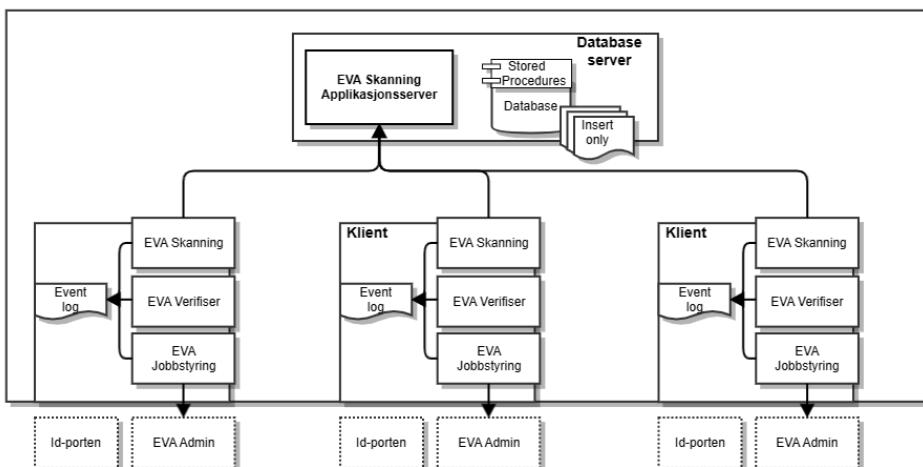 Database
server
EVA Skanning
Applikasjonsserver
Stored
Procedures
Database
Insert
only
EVA Skanning
Event
log
EVA Verifiser
EVA
Jobbstyring
Klient
EVA Skanning
Event
log
EVA Verifiser
EVA
Jobbstyring
Klient
EVA Skanning
Event
log
EVA Verifiser
EVA
Jobbstyring
Id-porten
EVA Admin
Id-porten
EVA Admin
Id-porten
EVA Admin